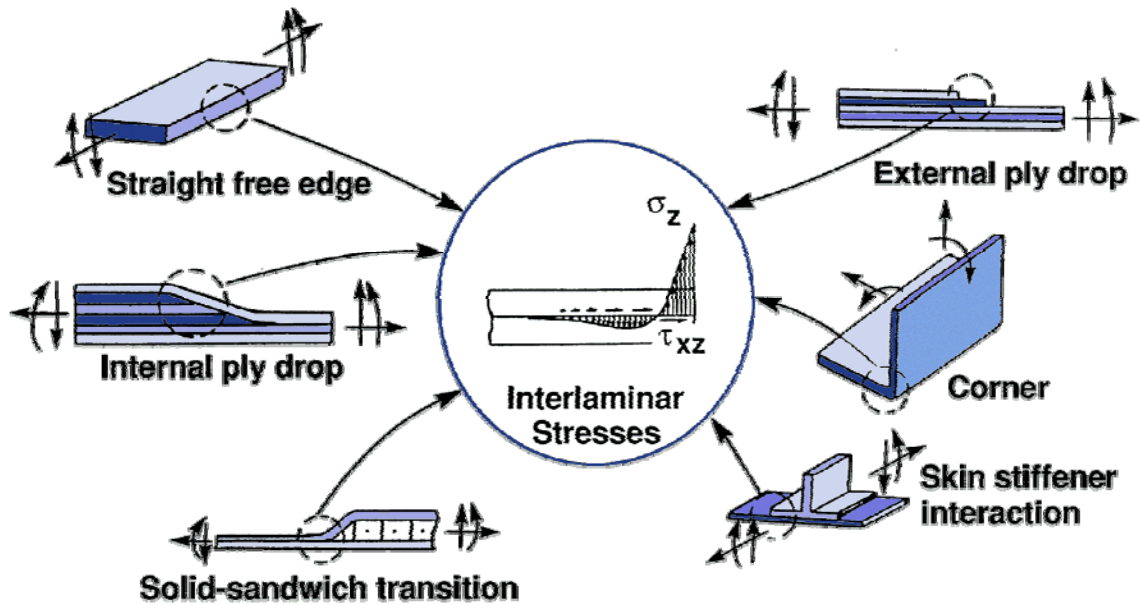 Straight free edge
External ply drop
σz
τxz
Internal ply drop
Interlaminar
Stresses
Corner
Skin stiffener
interaction
Solid-sandwich transition